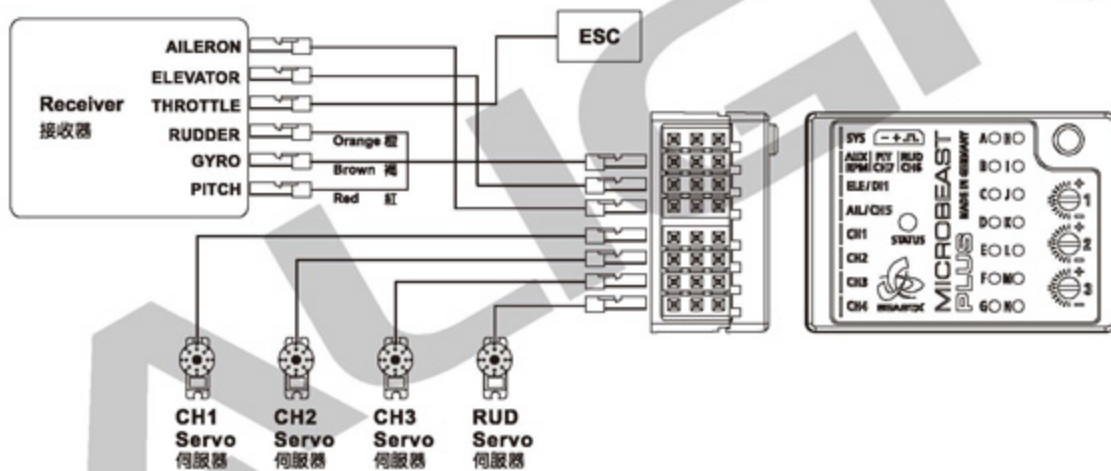 AILERON
ELEVATOR
THROTTLE
RUDDER
GYRO
PITCH
Receiver
接收器
Orange 橙
Brown 褐
Red 紅
ESC
SYS
AUX PIT RUD
RPM CH7 CH6
ELE/DI1
AIL/CH5
CH1
CH2
CH3
CH4
STATUS
BEASTX
MICROBEAST
PLUS
MADE IN GERMANY
A H
B I
C J
D K
E L
F M
G N
1
2
3
CH1
Servo
伺服器
CH2
Servo
伺服器
CH3
Servo
伺服器
RUD
Servo
伺服器